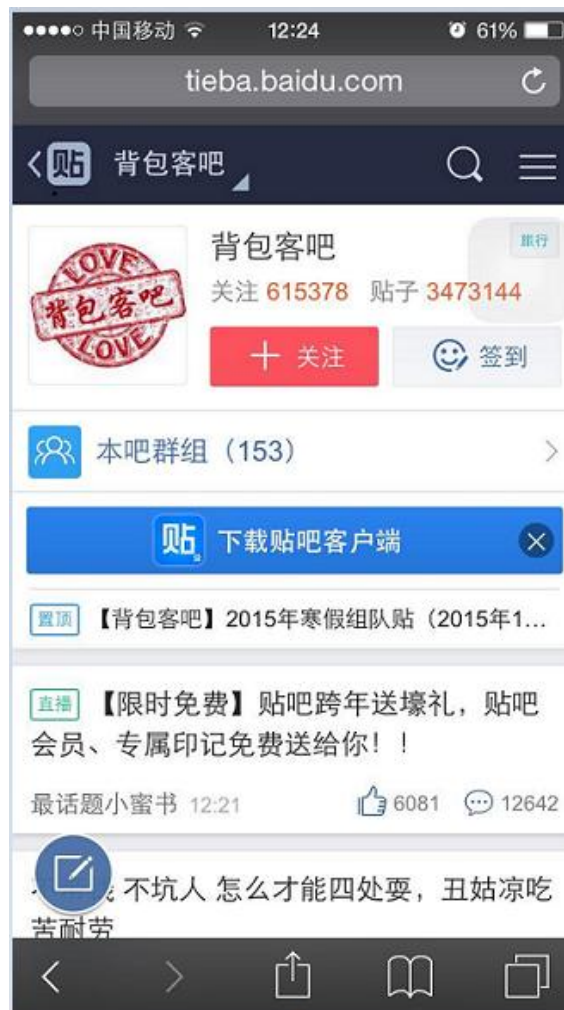 中国移动 12:24 61%
tieba.baidu.com
贴 背包客吧
LOVE
背包客吧
LOVE
背包客吧 旅行
关注 615378 贴子 3473144
关注 签到
本吧群组（153）
贴 下载贴吧客户端
置顶 【背包客吧】2015年寒假组队贴（2015年1...
直播 【限时免费】贴吧跨年送壕礼，贴吧
会员、专属印记免费送给你！！
最话题小蜜书 12:21 6081 12642
不坑人 怎么才能四处耍，丑姑凉吃
苦耐劳